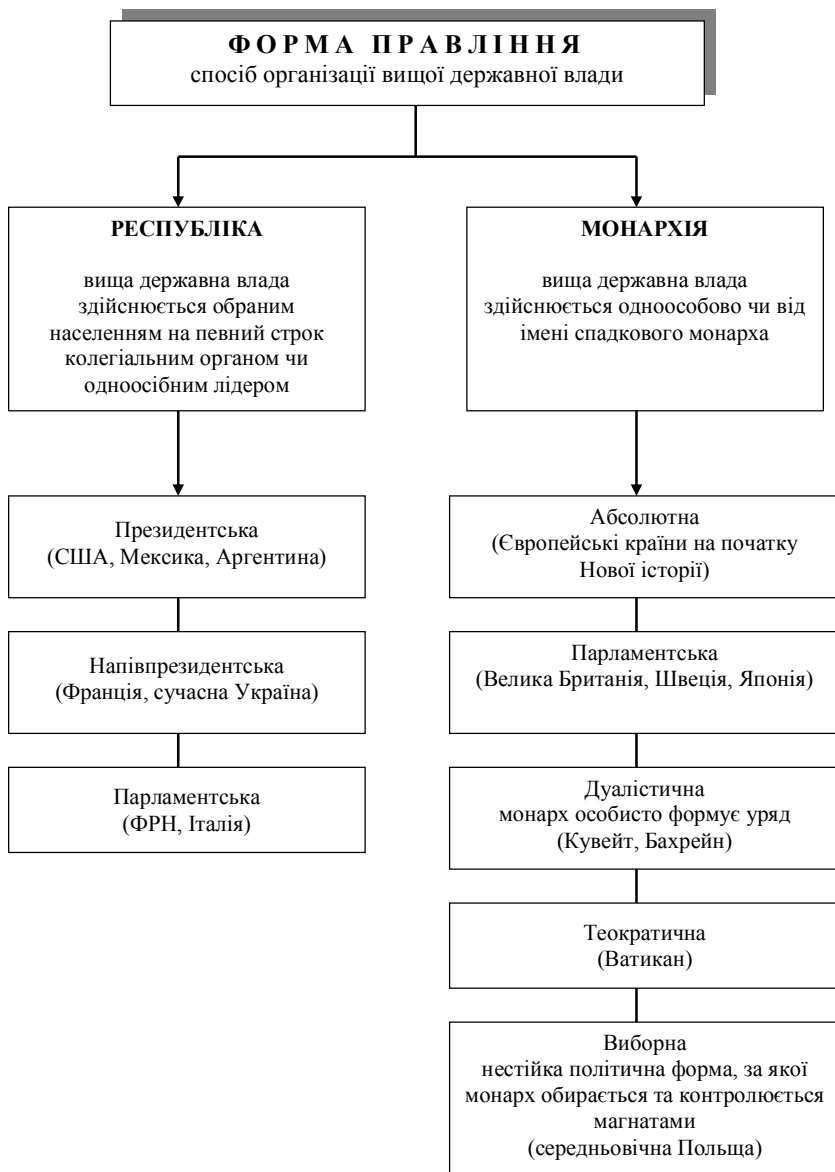 ФОРМА ПРАВЛІННЯ
спосіб організації вищої державної влади
РЕСПУБЛІКА
вища державна влада
здійснюється обраним
населенням на певний строк
колегіальним органом чи
одноосібним лідером
МОНАРХІЯ
вища державна влада
здійснюється одноособово чи від
імені спадкового монарха
Президентська
(США, Мексика, Аргентина)
Напівпрезидентська
(Франція, сучасна Україна)
Парламентська
(ФРН, Італія)
Абсолютна
(Європейські країни на початку
Нової історії)
Парламентська
(Велика Британія, Швеція, Японія)
Дуалістична
монарх особисто формує уряд
(Кувейт, Бахрейн)
Теократична
(Ватикан)
Виборна
нестійка політична форма, за якої
монарх обирається та контролюється
магнатами
(середньовічна Польща)